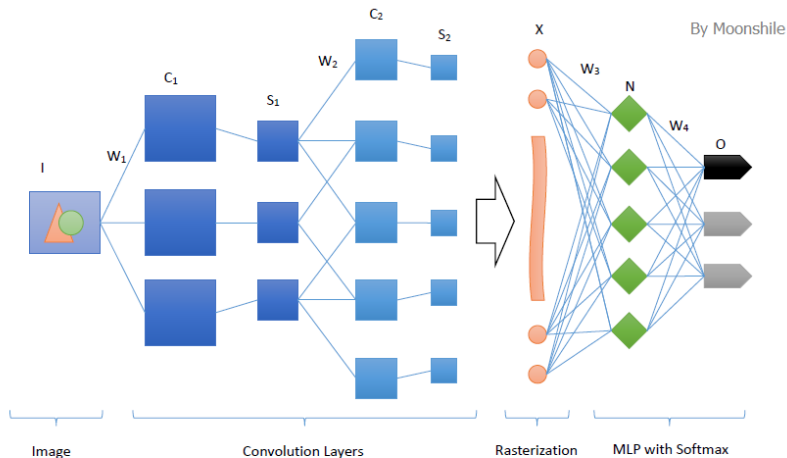 By Moonshile
C₂
S₂
X
W₂
W₃
C₁
N
S₁
W₄
O
W₁
I
Image
Convolution Layers
Rasterization
MLP with Softmax